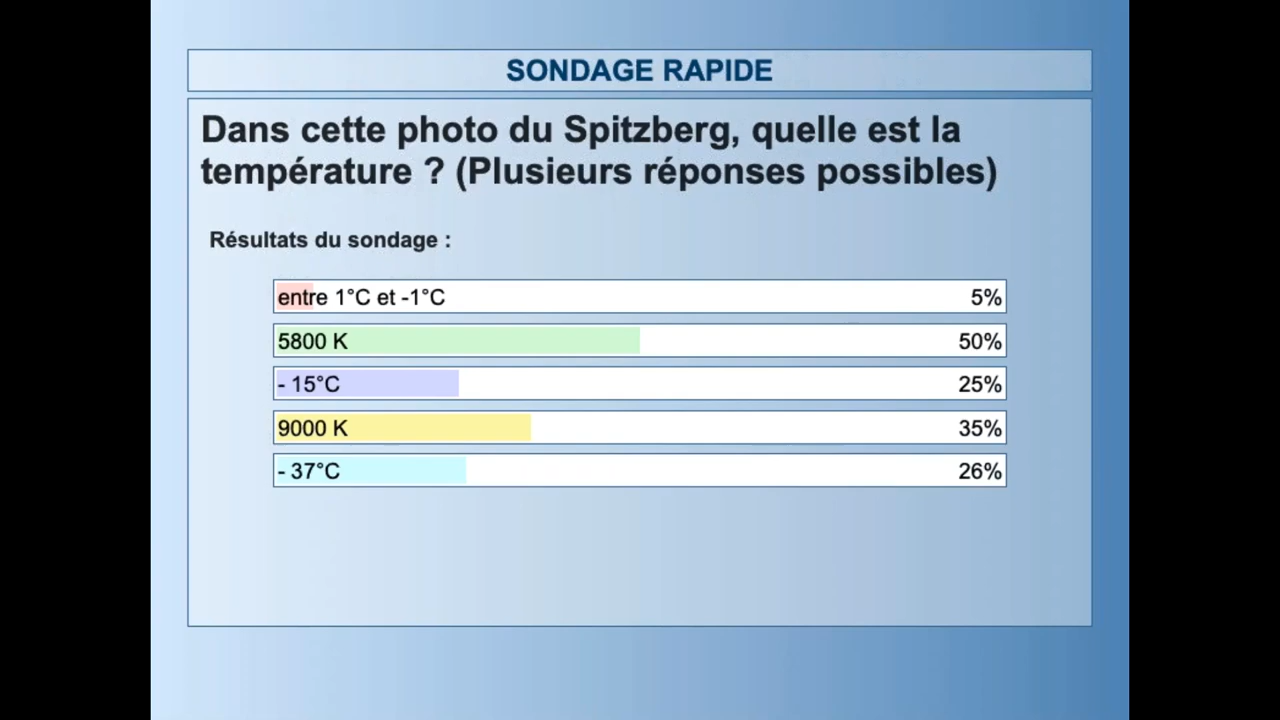 SONDAGE RAPIDE
Dans cette photo du Spitzberg, quelle est la
température ? (Plusieurs réponses possibles)
Résultats du sondage :
entre 1°C et -1°C 5%
5800 K 50%
- 15°C 25%
9000 K 35%
- 37°C 26%